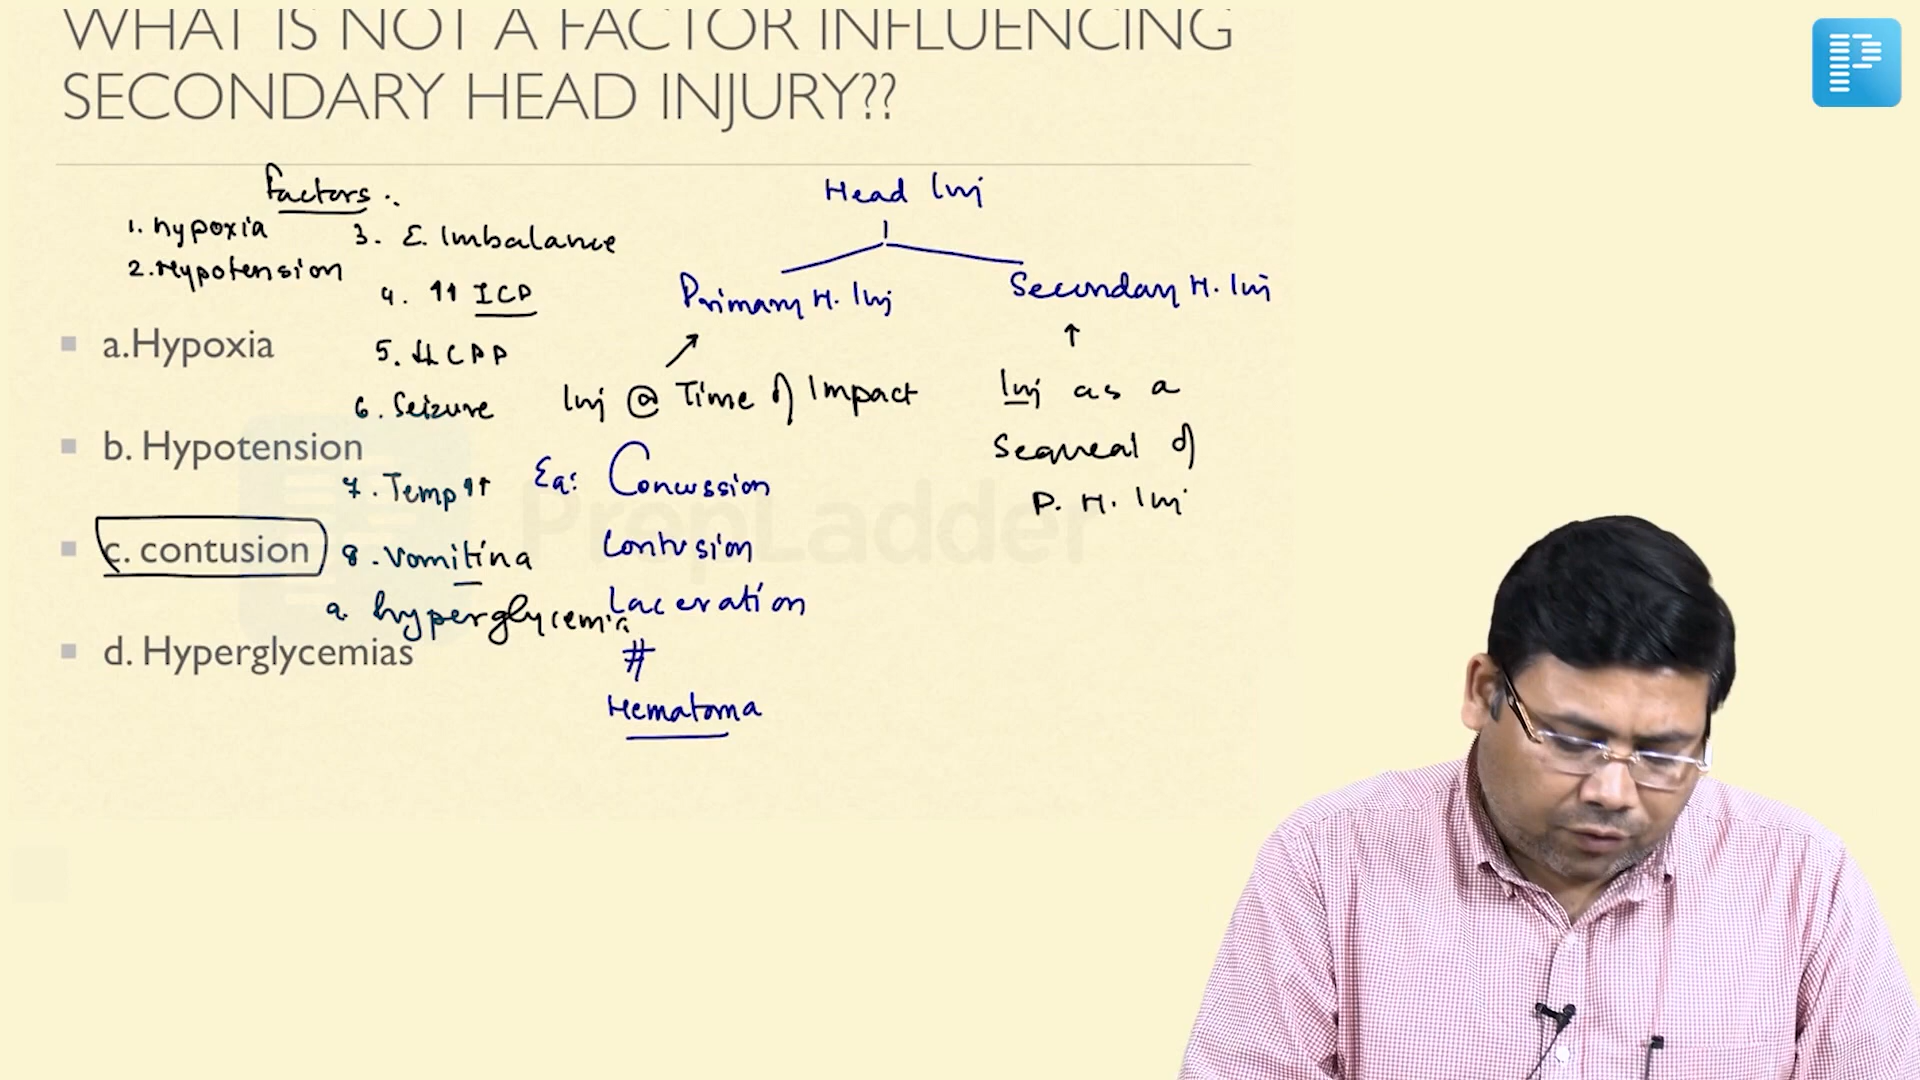 WHAT IS NOT A FACTOR INFLUENCING
SECONDARY HEAD INJURY??
Factors
1. hypoxia
2. Hypotension
3. E. Imbalance
4. ↑↑ ICP
5. ↓↓ CPP
6. Seizure
7. Temp ↑↑
8. Vomiting
9. hyperglycemia
a.Hypoxia
b. Hypotension
c. contusion
d. Hyperglycemias
Head Inj
Primary H. Inj
Secondary H. Inj
Inj @ Time of Impact
Eg: Concussion
Contusion
Laceration
#
Hematoma
Inj as a
Sequeal of
P. H. Inj
PrepLadder